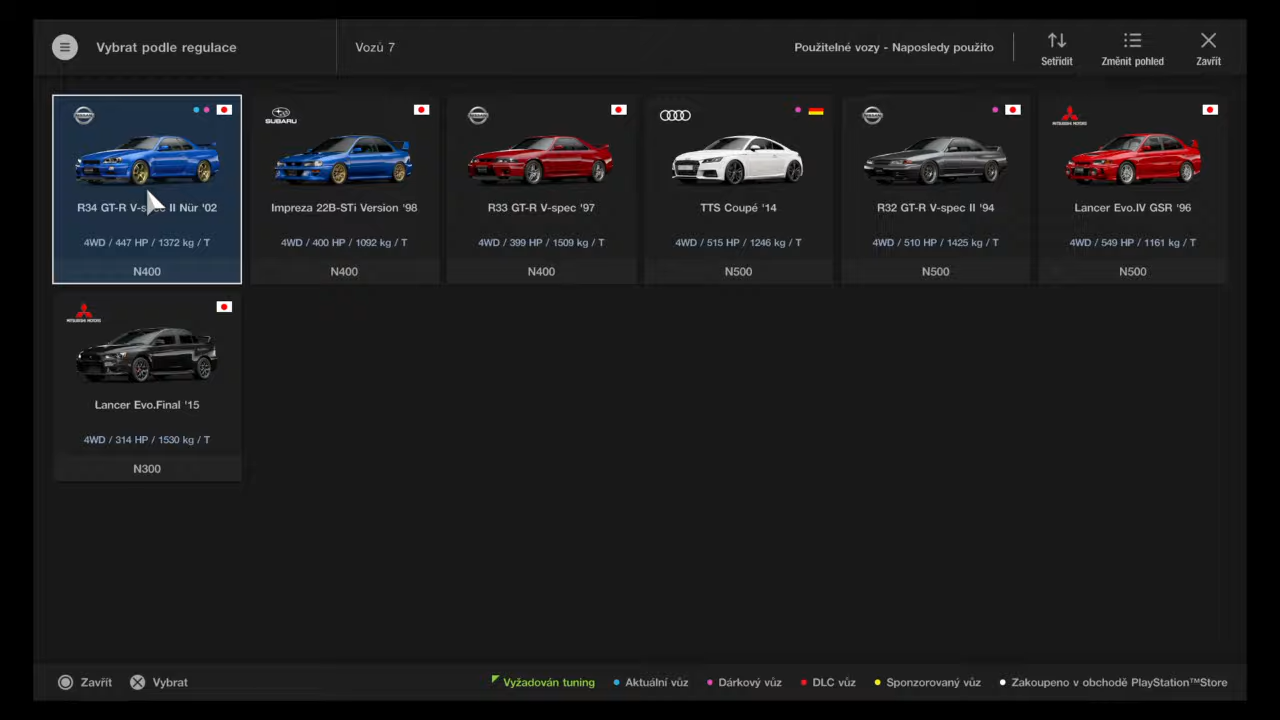 Vybrat podle regulace
Vozů 7
Použitelné vozy - Naposledy použito
Setřídit
Změnit pohled
Zavřít
R34 GT-R V-spec II Nür '02
4WD / 447 HP / 1372 kg / T
N400
SUBARU
Impreza 22B-STi Version '98
4WD / 400 HP / 1092 kg / T
N400
R33 GT-R V-spec '97
4WD / 399 HP / 1509 kg / T
N400
TTS Coupé '14
4WD / 515 HP / 1246 kg / T
N500
R32 GT-R V-spec II '94
4WD / 510 HP / 1425 kg / T
N500
MITSUBISHI MOTORS
Lancer Evo.IV GSR '96
4WD / 549 HP / 1161 kg / T
N500
MITSUBISHI MOTORS
Lancer Evo.Final '15
4WD / 314 HP / 1530 kg / T
N300
Zavřít
Vybrat
Vyžadován tuning
Aktuální vůz
Dárkový vůz
DLC vůz
Sponzorovaný vůz
Zakoupeno v obchodě PlayStation™Store